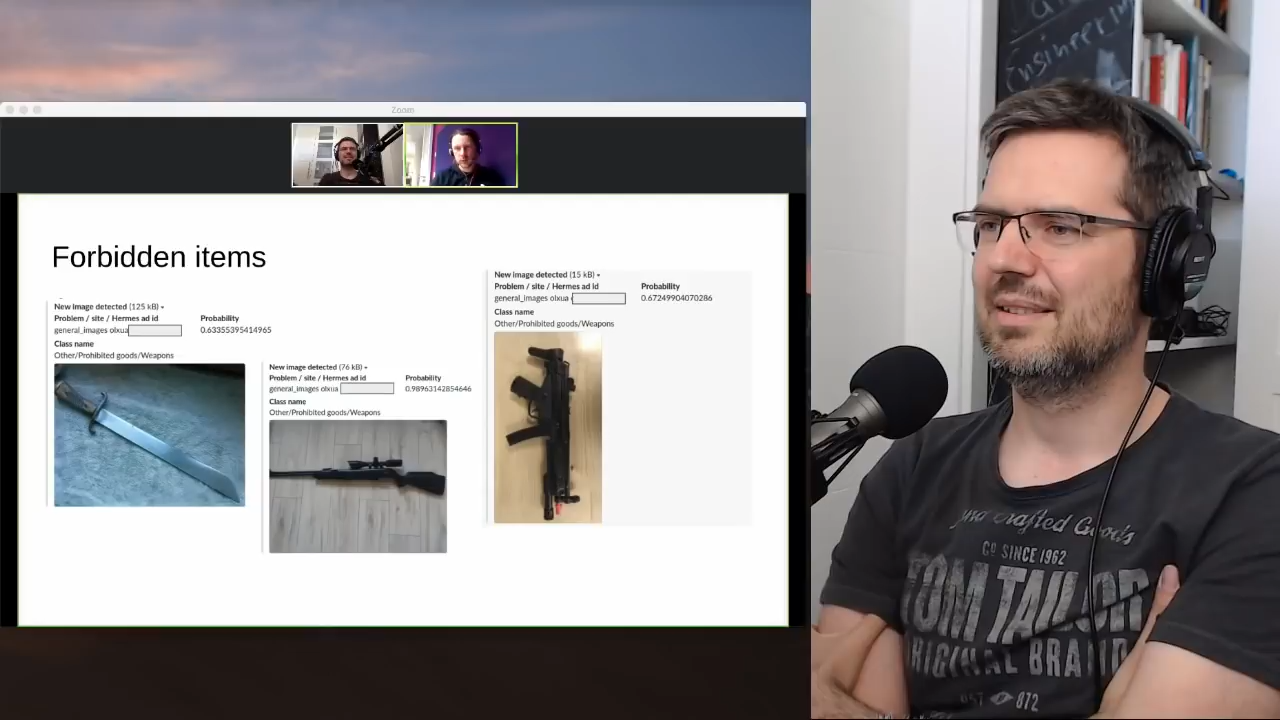 Zoom
Forbidden items
New image detected (125 kB)
Problem / site / Hermes ad id
Probability
general_images olxua
0.63355395414965
Class name
Other/Prohibited goods/Weapons
New image detected (76 kB)
Problem / site / Hermes ad id
Probability
general_images olxua
0.98963142854646
Class name
Other/Prohibited goods/Weapons
New image detected (15 kB)
Problem / site / Hermes ad id
Probability
general_images olxua
0.67249904070286
Class name
Other/Prohibited goods/Weapons
Engineering
Handcrafted Goods
CO SINCE 1962
TOM TAILOR
ORIGINAL BRAND